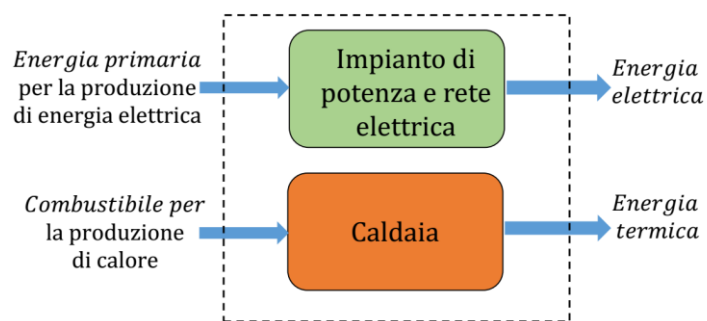 Energia primaria
per la produzione
di energia elettrica
Impianto di
potenza e rete
elettrica
Energia
elettrica
Combustibile per
la produzione
di calore
Caldaia
Energia
termica